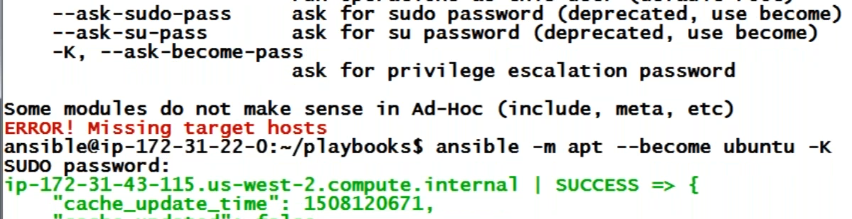 --ask-sudo-pass ask for sudo password (deprecated, use become)
--ask-su-pass ask for su password (deprecated, use become)
-K, --ask-become-pass
ask for privilege escalation password
Some modules do not make sense in Ad-Hoc (include, meta, etc)
ERROR! Missing target hosts
ansible@ip-172-31-22-0:~/playbooks$ ansible -m apt --become ubuntu -K
SUDO password:
ip-172-31-43-115.us-west-2.compute.internal | SUCCESS => {
"cache_update_time": 1508120671,